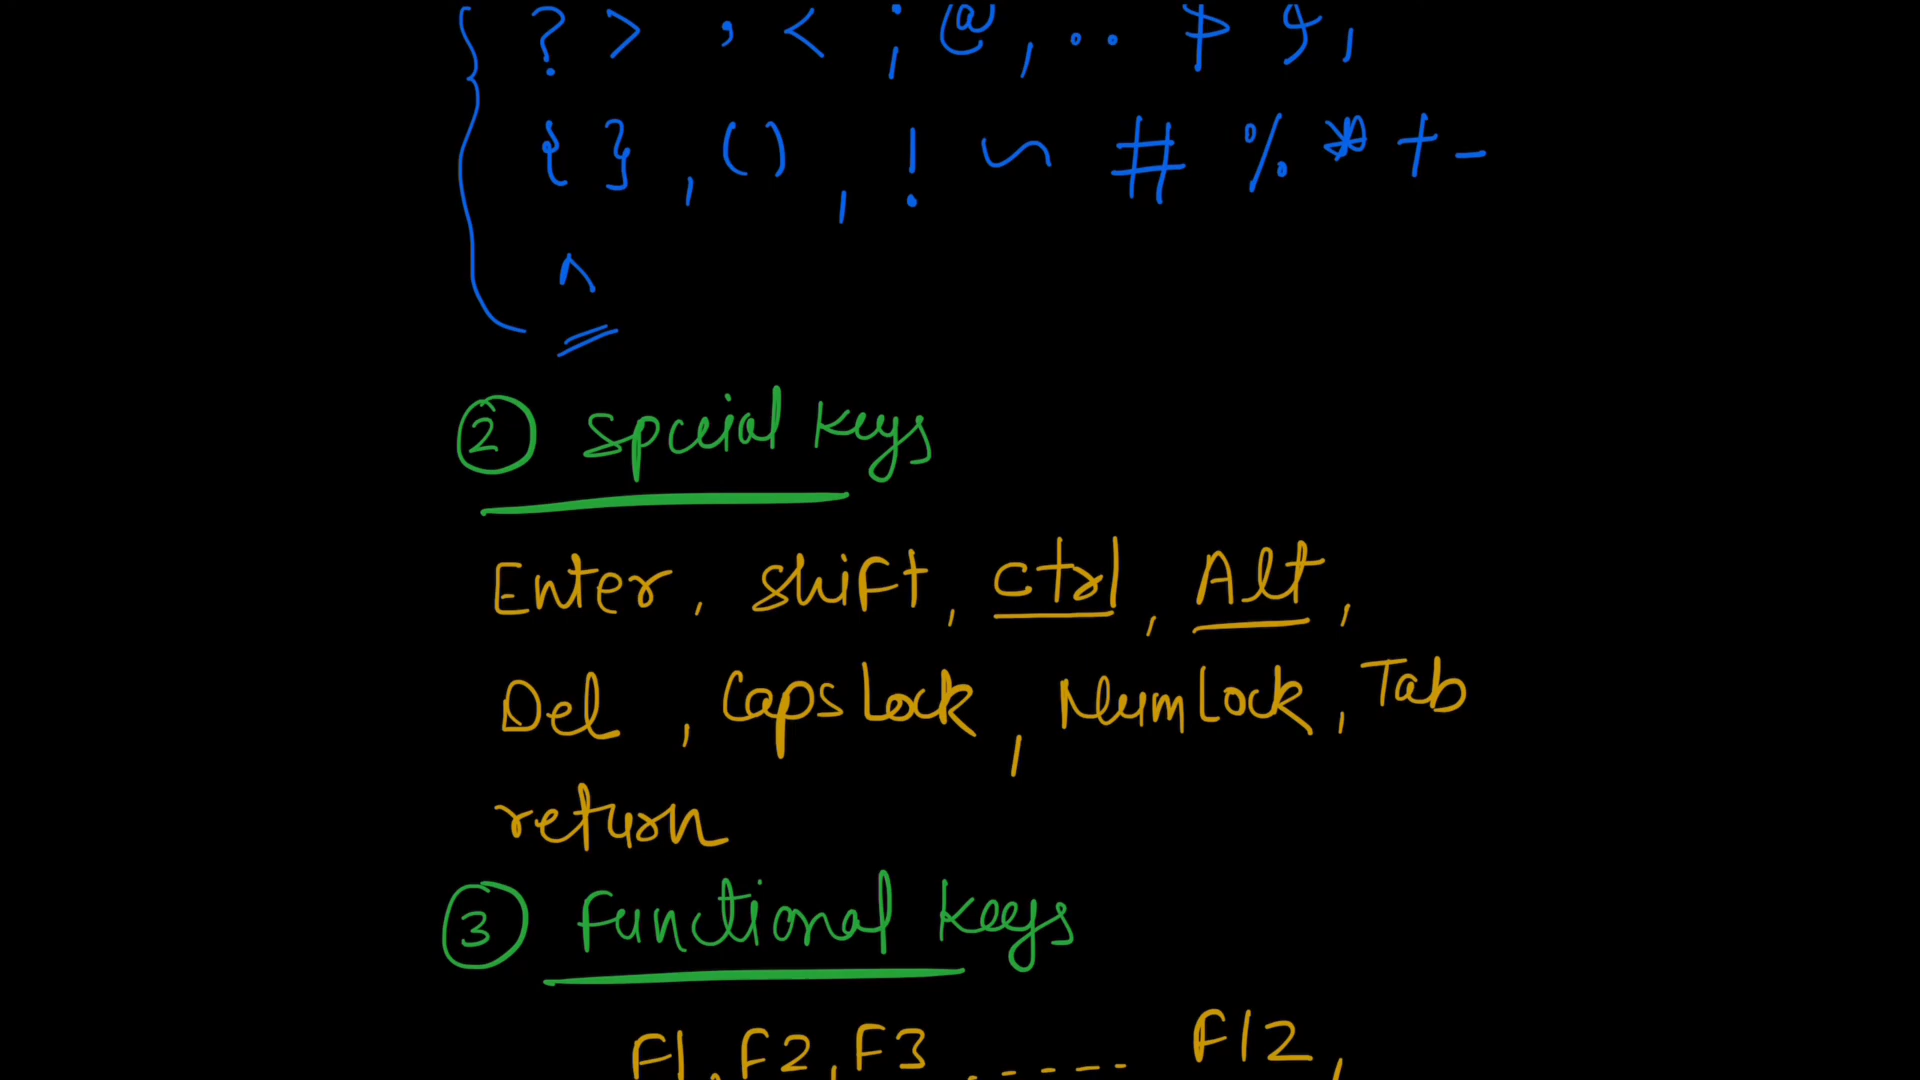 ? > , < ; @ , .. $ &,
{ }, ( ), ! ~ # % * + -
^
② Special Keys
Enter, Shift, Ctrl, Alt,
Del, Caps Lock, Num Lock, Tab
return
③ Functional Keys
F1, F2, F3, ..... F12,